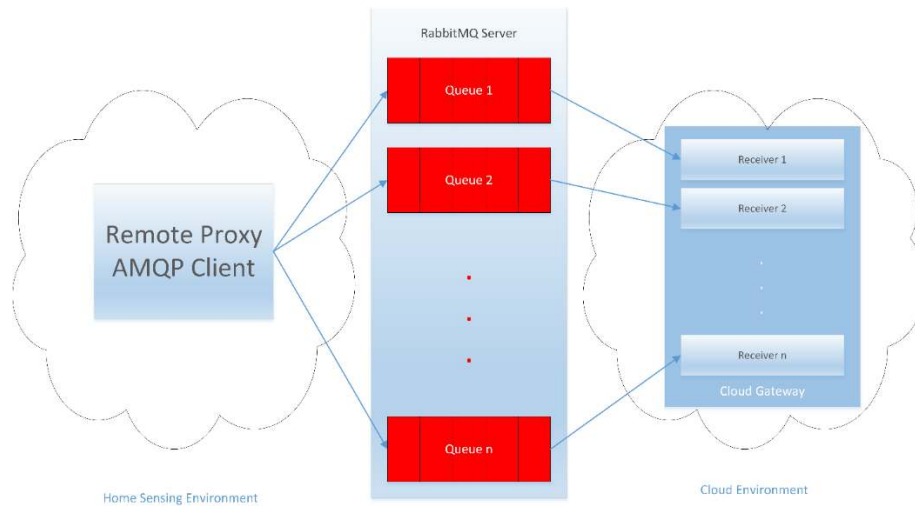 RabbitMQ Server
Queue 1
Queue 2
.
.
.
Queue n
Remote Proxy
AMQP Client
Home Sensing Environment
Receiver 1
Receiver 2
.
.
.
Receiver n
Cloud Gateway
Cloud Environment